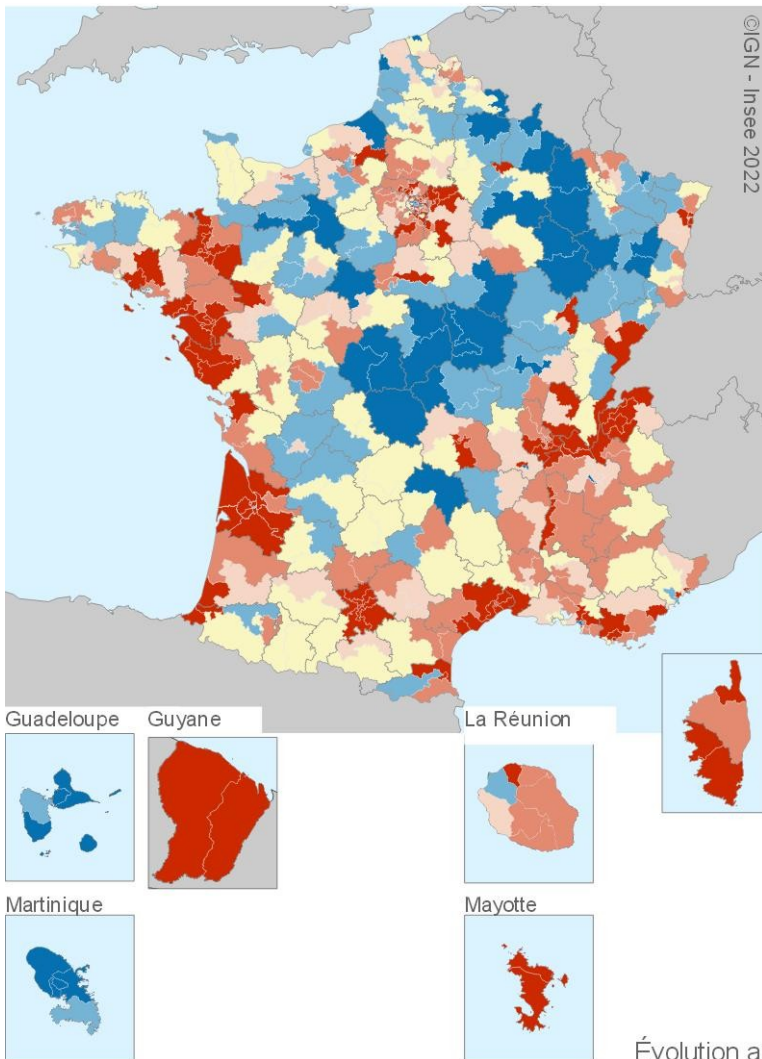 ©IGN - Insee 2022
Guadeloupe
Guyane
La Réunion
Martinique
Mayotte
Évolution a